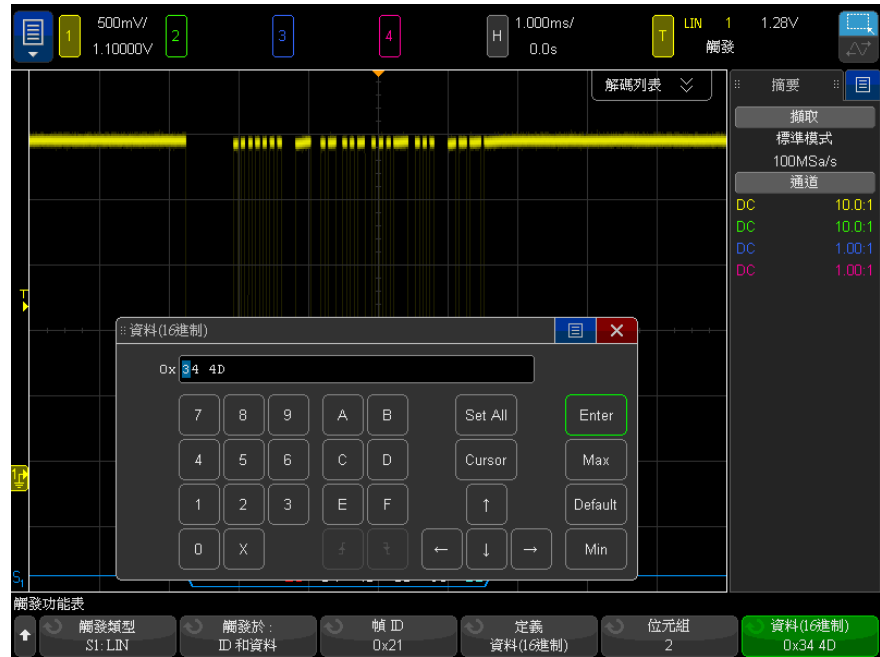 1 500mV/ 2 3 4 H 1.000ms/ T LIN 1 1.28V
1.10000V 0.0s 觸發
解碼列表
摘要
擷取
標準模式
100MSa/s
通道
DC 10.0:1
DC 10.0:1
DC 1.00:1
DC 1.00:1
T
資料(16進制)
0x 34 4D
7 8 9 A B Set All Enter
4 5 6 C D Cursor Max
1 2 3 E F ↑ Default
0 X ← ↓ → Min
1
S1
觸發功能表
觸發類型 觸發於 : 幀 ID 定義 位元組 資料(16進制)
S1: LIN ID 和資料 0x21 資料(16進制) 2 0x34 4D